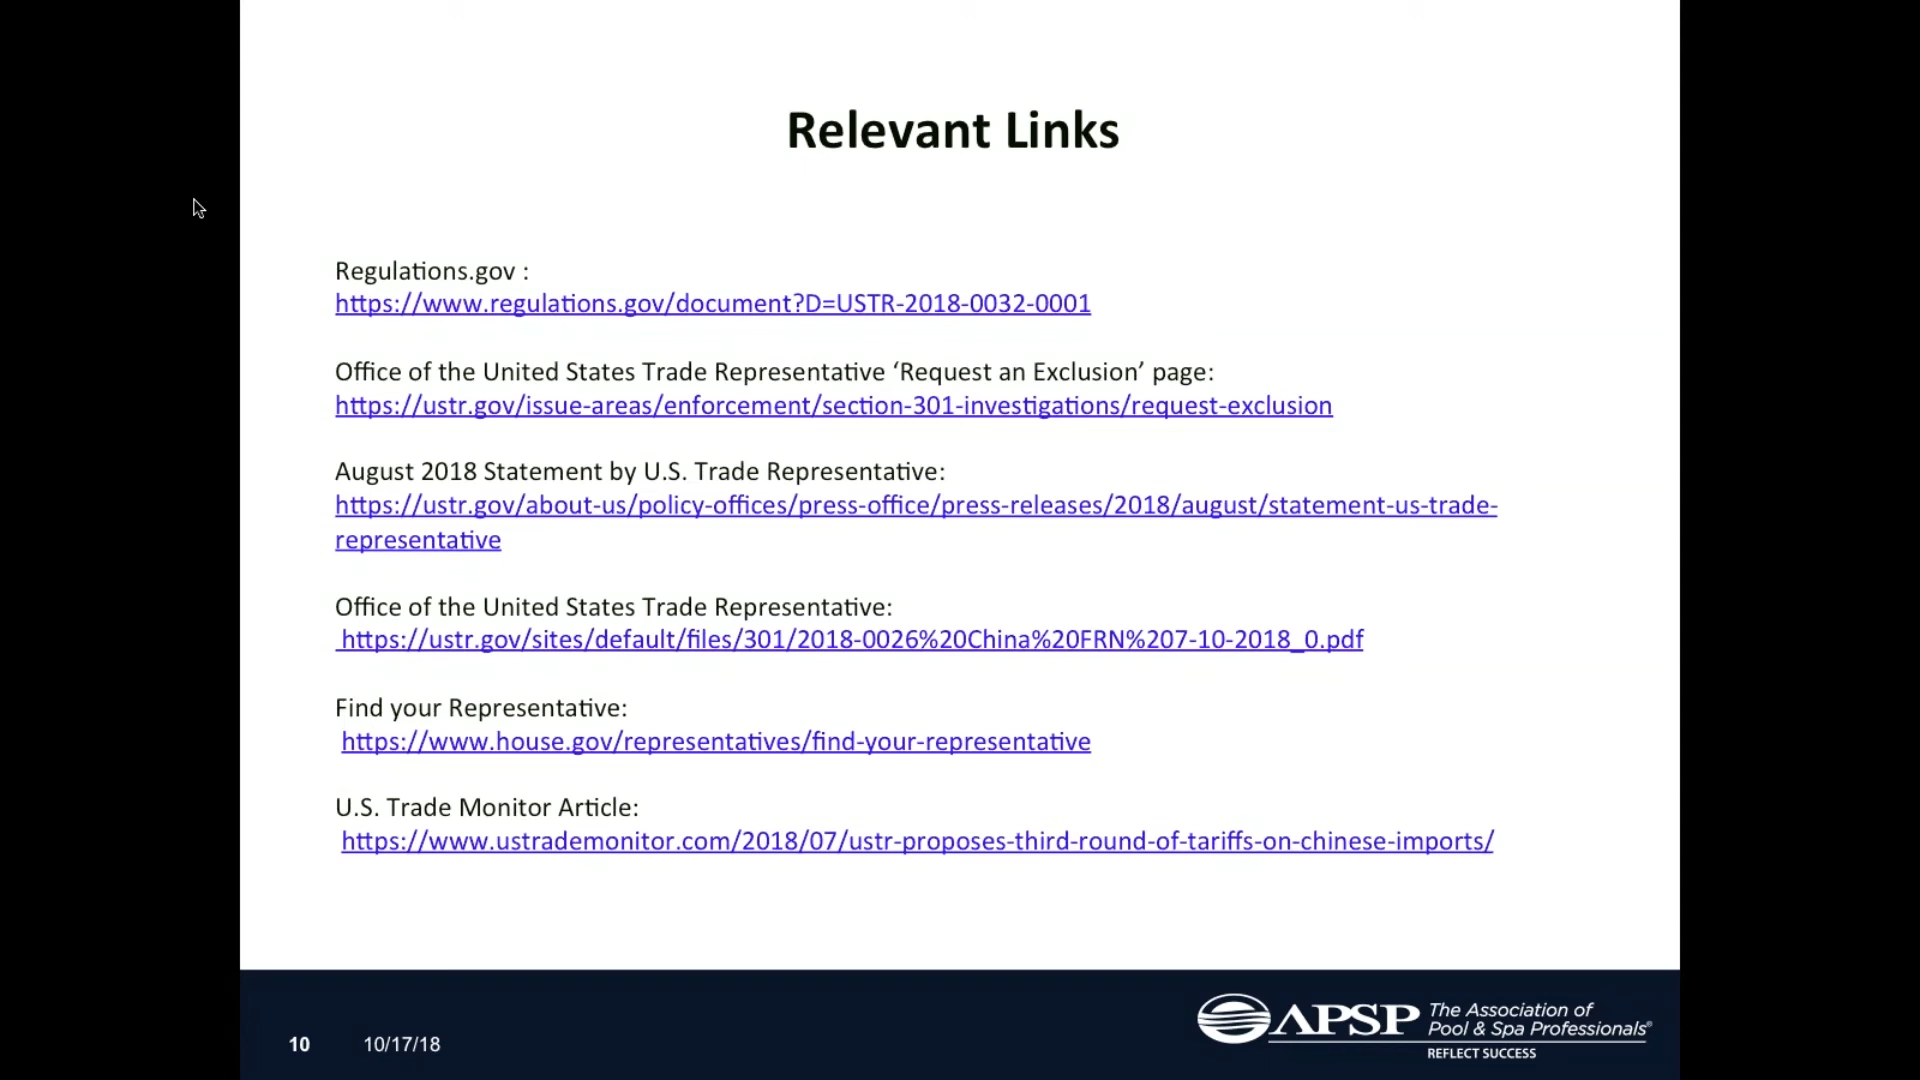 Relevant Links
Regulations.gov :
https://www.regulations.gov/document?D=USTR-2018-0032-0001
Office of the United States Trade Representative ‘Request an Exclusion’ page:
https://ustr.gov/issue-areas/enforcement/section-301-investigations/request-exclusion
August 2018 Statement by U.S. Trade Representative:
https://ustr.gov/about-us/policy-offices/press-office/press-releases/2018/august/statement-us-trade-
representative
Office of the United States Trade Representative:
https://ustr.gov/sites/default/files/301/2018-0026%20China%20FRN%207-10-2018_0.pdf
Find your Representative:
https://www.house.gov/representatives/find-your-representative
U.S. Trade Monitor Article:
https://www.ustrademonitor.com/2018/07/ustr-proposes-third-round-of-tariffs-on-chinese-imports/
10 10/17/18
APSP The Association of
Pool & Spa Professionals®
REFLECT SUCCESS